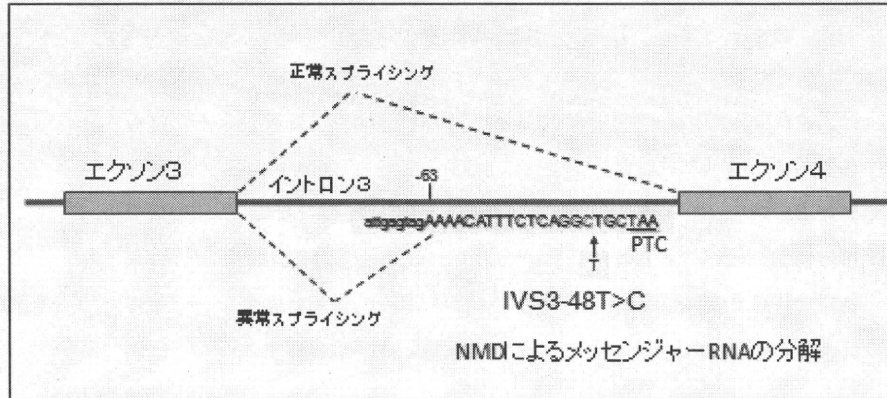 正常スプライシング
エクソン3
イントロン3
-63
エクソン4
attgagtagAAAACATTTCTCAGGCTGCTAA
T
PTC
異常スプライシング
IVS3-48T>C
NMDによるメッセンジャーRNAの分解